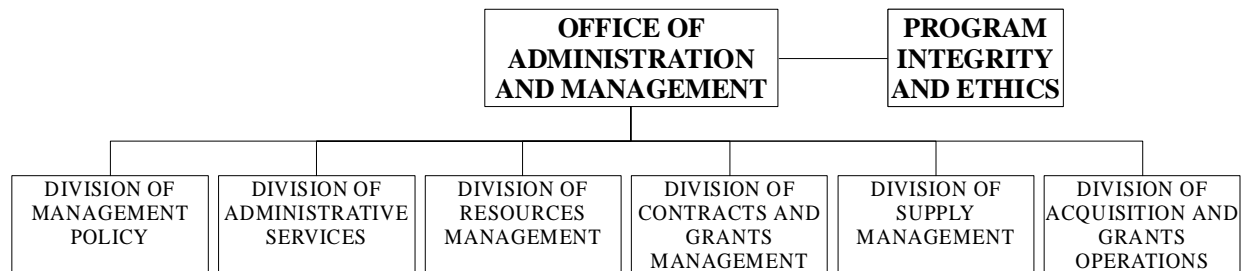 OFFICE OF
ADMINISTRATION
AND MANAGEMENT
PROGRAM
INTEGRITY
AND ETHICS
DIVISION OF
MANAGEMENT
POLICY
DIVISION OF
ADMINISTRATIVE
SERVICES
DIVISION OF
RESOURCES
MANAGEMENT
DIVISION OF
CONTRACTS AND
GRANTS
MANAGEMENT
DIVISION OF
SUPPLY
MANAGEMENT
DIVISION OF
ACQUISITION AND
GRANTS
OPERATIONS